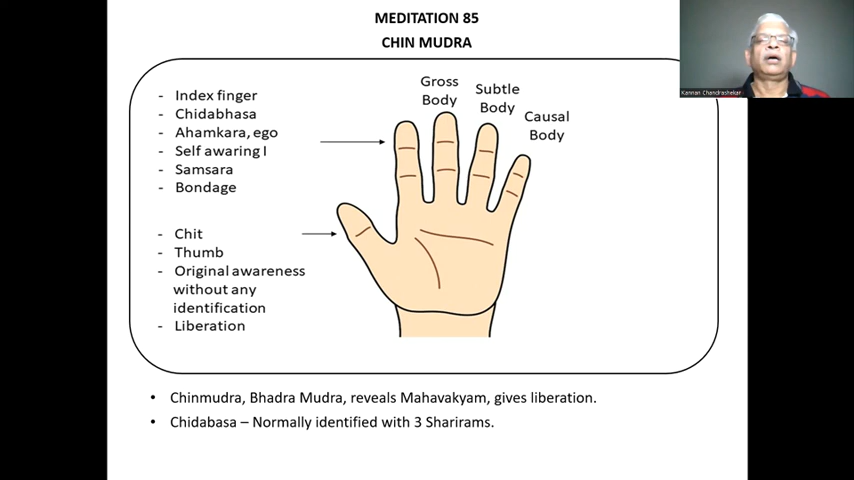 MEDITATION 85
CHIN MUDRA
- Index finger
- Chidabhasa
- Ahamkara, ego
- Self awaring I
- Samsara
- Bondage
Gross
Body
Subtle
Body
Causal
Body
- Chit
- Thumb
- Original awareness
without any
identification
- Liberation
• Chinmudra, Bhadra Mudra, reveals Mahavakyam, gives liberation.
• Chidabasa – Normally identified with 3 Sharirams.
Kannan Chandrashekar